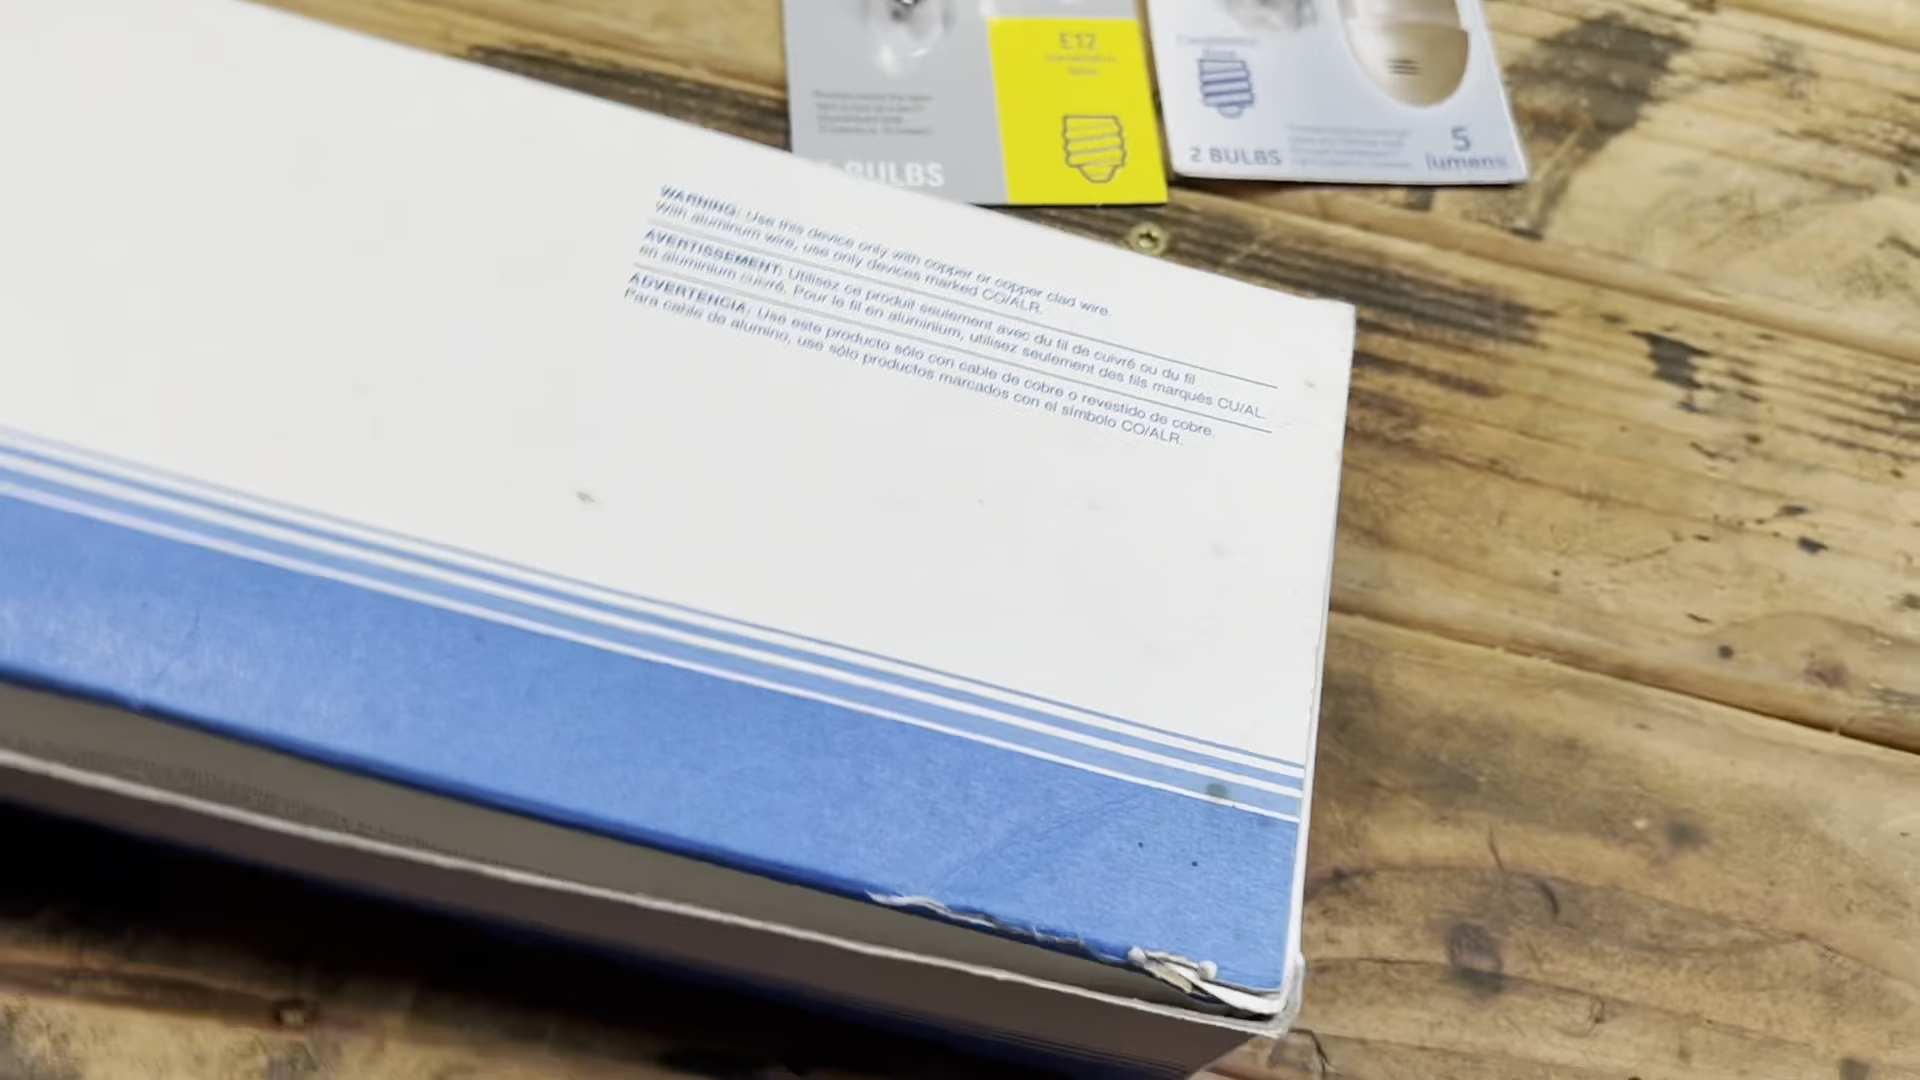 E12
BULBS
2 BULBS
5
lumens
WARNING: Use this device only with copper or copper clad wire.
With aluminum wire, use only devices marked CO/ALR.
AVERTISSEMENT: Utilisez ce produit seulement avec du fil de cuivré ou du fil
en aluminium cuivré. Pour le fil en aluminium, utilisez seulement des fils marqués CU/AL.
ADVERTENCIA: Use este producto sólo con cable de cobre o revestido de cobre.
Para cable de alumino, use sólo productos marcados con el símbolo CO/ALR.